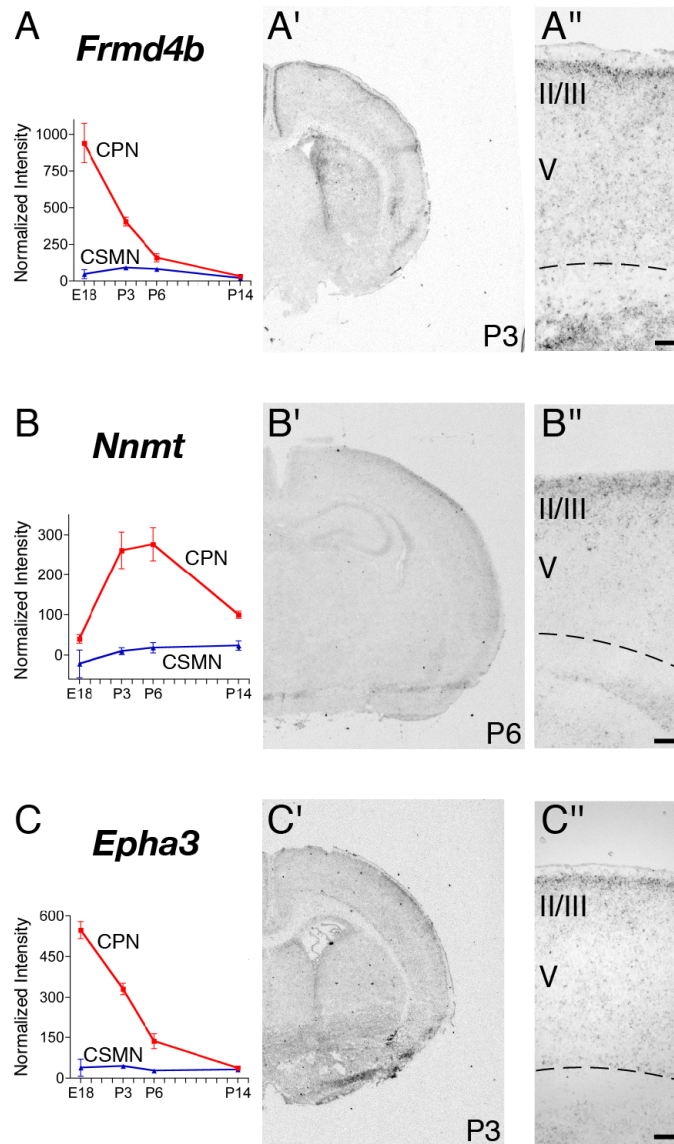 A
Frmd4b
Normalized Intensity
1000
750
500
250
0
CPN
CSMN
E18 P3 P6 P14
A'
P3
A"
II/III
V
B
Nnmt
Normalized Intensity
300
200
100
0
CPN
CSMN
E18 P3 P6 P14
B'
P6
B"
II/III
V
C
Epha3
Normalized Intensity
600
450
300
150
0
CPN
CSMN
E18 P3 P6 P14
C'
P3
C"
II/III
V